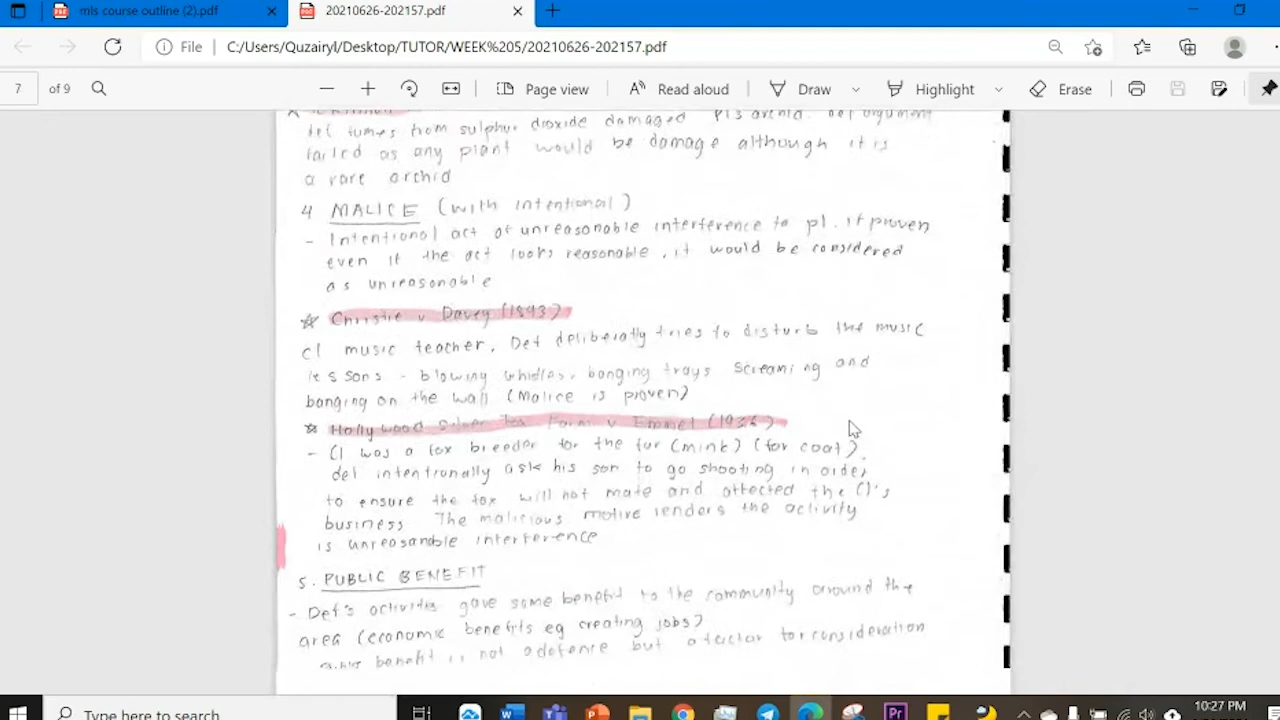 mls course outline (2).pdf
20210626-202157.pdf
File
C:/Users/Quzairyl/Desktop/TUTOR/WEEK%205/20210626-202157.pdf
7 of 9
Page view
Read aloud
Draw
Highlight
Erase
def fumes from sulphur dioxide damaged pl's orchid. def argument
failed as any plant would be damage although it is
a rare orchid
4 MALICE (with intentional)
- Intentional act of unreasonable interference to pl. if proven
even if the act looks reasonable, it would be considered
as unreasonable
Christie v Davey (1893)
Cl music teacher. Def deliberatly tries to disturb the music
lessons - blowing whistles, banging trays screaming and
banging on the wall (Malice is proven)
Hollywood Silver Fox Farm v Emmet (1936)
- Cl was a fox breeder for the fur (mink) (for coat).
def intentionally ask his son to go shooting in order
to ensure the fox will not mate and affected the Cl's
business The malicious motive renders the activity
is unreasonable interference
5. PUBLIC BENEFIT
- Def's activities gave some benefit to the community around the
area (economic benefits eg creating jobs)
benefit is not a defence but a factor for consideration
Type here to search
10:27 PM